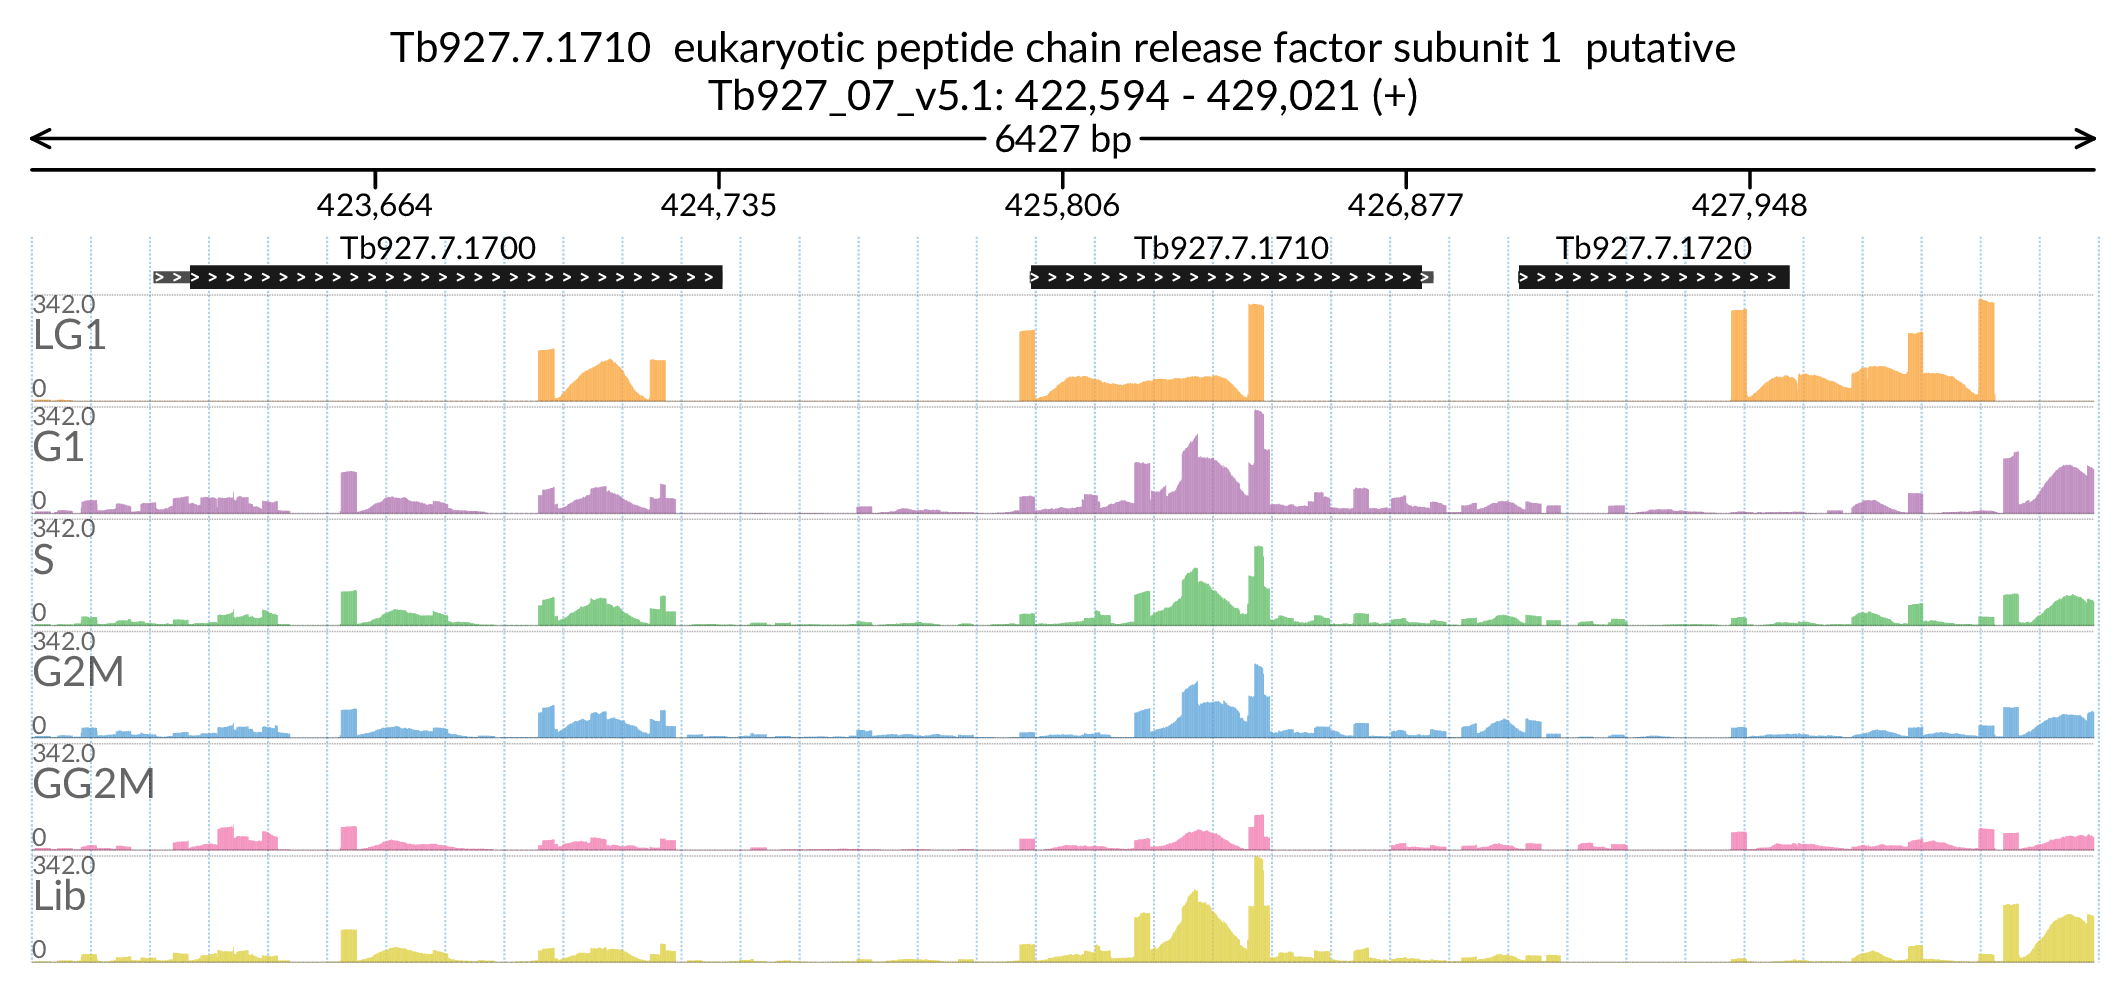 Tb927.7.1710 eukaryotic peptide chain release factor subunit 1 putative
Tb927_07_v5.1: 422,594 - 429,021 (+)
6427 bp
423,664 424,735 425,806 426,877 427,948
Tb927.7.1700 Tb927.7.1710 Tb927.7.1720
342.0
LG1
0
342.0
G1
0
342.0
S
0
342.0
G2M
0
342.0
GG2M
0
342.0
Lib
0